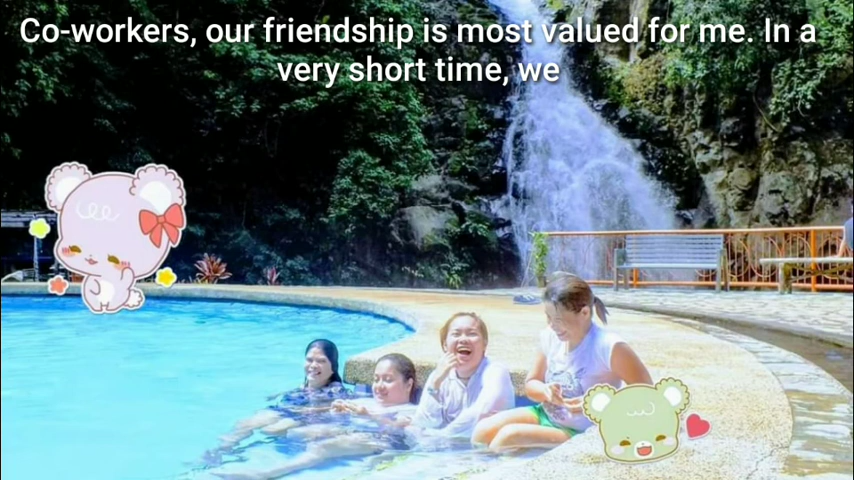 Co-workers, our friendship is most valued for me. In a
very short time, we